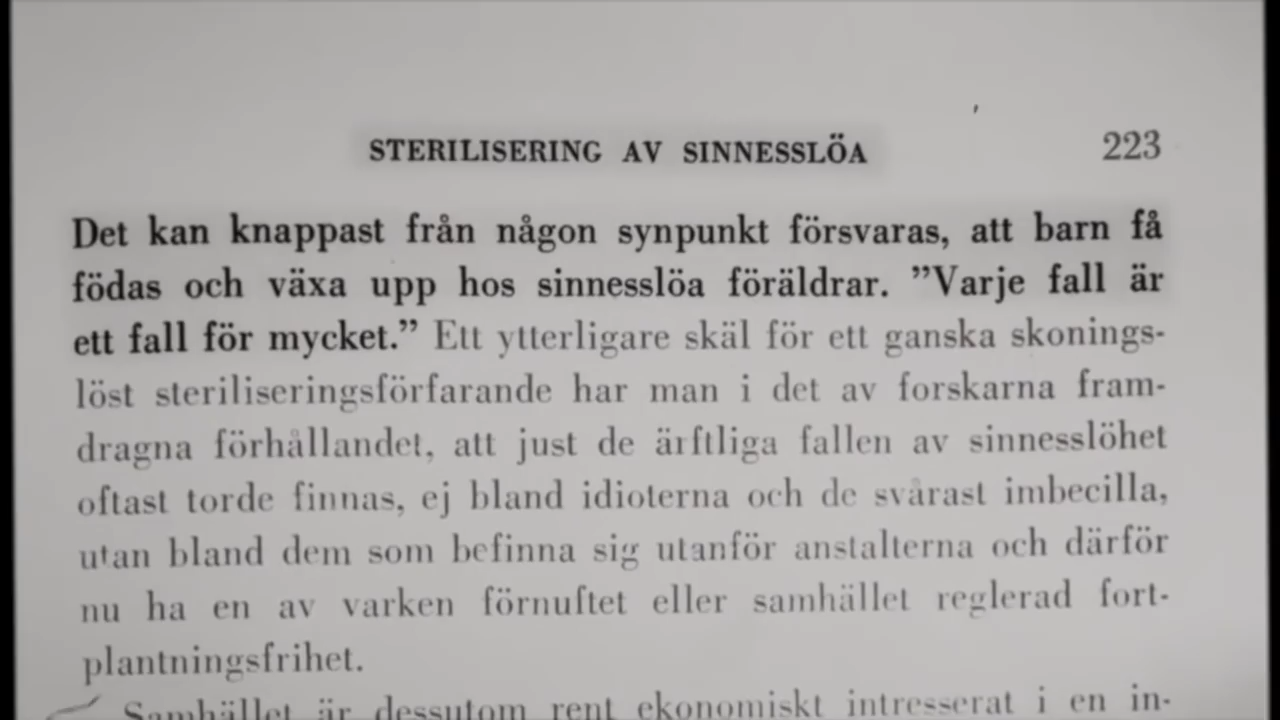 STERILISERING AV SINNESSLÖA 223
Det kan knappast från någon synpunkt försvaras, att barn få
födas och växa upp hos sinnesslöa föräldrar. ”Varje fall är
ett fall för mycket.” Ett ytterligare skäl för ett ganska skonings-
löst steriliseringsförfarande har man i det av forskarna fram-
dragna förhållandet, att just de ärftliga fallen av sinnesslöhet
oftast torde finnas, ej bland idioterna och de svårast imbecilla,
utan bland dem som befinna sig utanför anstalterna och därför
nu ha en av varken förnuftet eller samhället reglerad fort-
plantningsfrihet.
Samhället är dessutom rent ekonomiskt intresserat i en in-